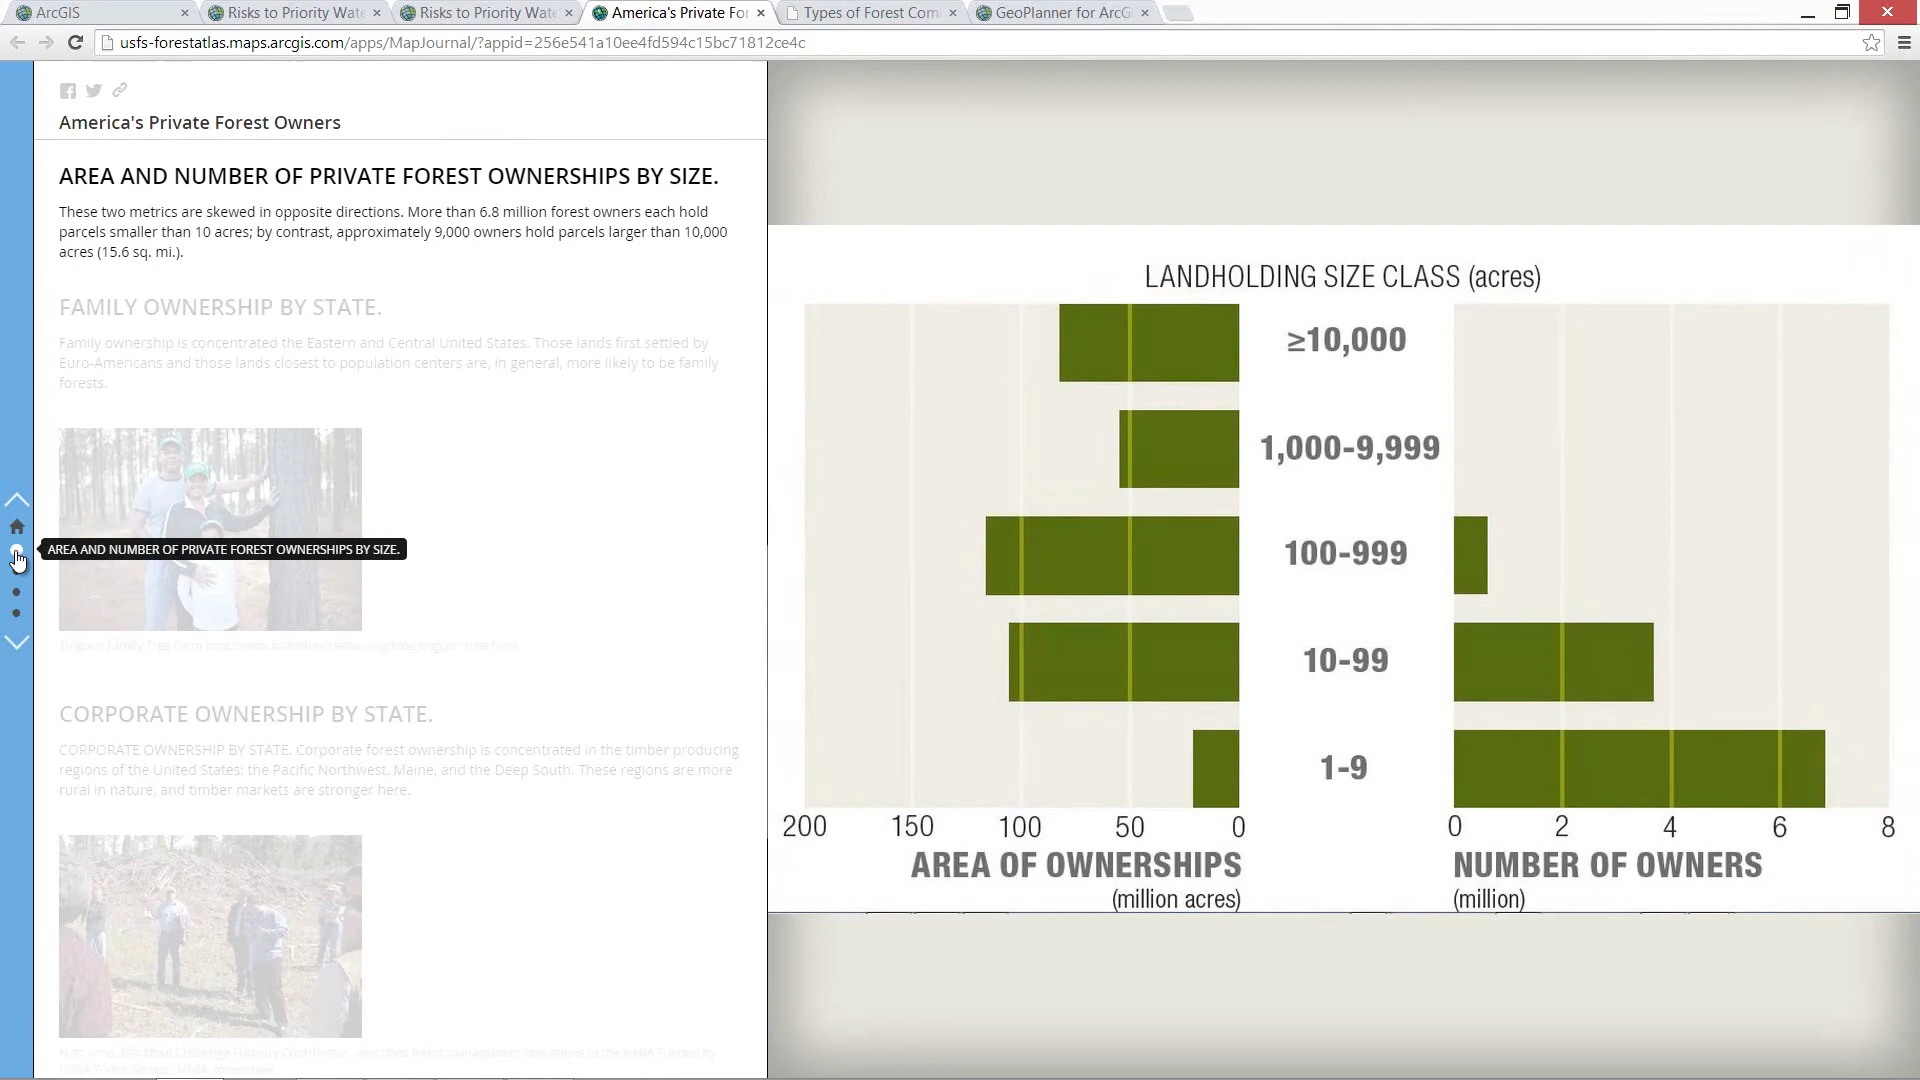 ArcGIS
Risks to Priority Wate
Risks to Priority Wate
America's Private For
Types of Forest Com
GeoPlanner for ArcG
usfs-forestatlas.maps.arcgis.com/apps/MapJournal/?appid=256e541a10ee4fd594c15bc71812ce4c
America's Private Forest Owners
AREA AND NUMBER OF PRIVATE FOREST OWNERSHIPS BY SIZE.
These two metrics are skewed in opposite directions. More than 6.8 million forest owners each hold
parcels smaller than 10 acres; by contrast, approximately 9,000 owners hold parcels larger than 10,000
acres (15.6 sq. mi.).
FAMILY OWNERSHIP BY STATE.
Family ownership is concentrated the Eastern and Central United States. Those lands first settled by
Euro-Americans and those lands closest to population centers are, in general, more likely to be family
forests.
AREA AND NUMBER OF PRIVATE FOREST OWNERSHIPS BY SIZE.
CORPORATE OWNERSHIP BY STATE.
CORPORATE OWNERSHIP BY STATE. Corporate forest ownership is concentrated in the timber producing
regions of the United States: the Pacific Northwest, Maine, and the Deep South. These regions are more
rural in nature, and timber markets are stronger here.
LANDHOLDING SIZE CLASS (acres)
≥10,000
1,000-9,999
100-999
10-99
1-9
200 150 100 50 0
0 2 4 6 8
AREA OF OWNERSHIPS
(million acres)
NUMBER OF OWNERS
(million)